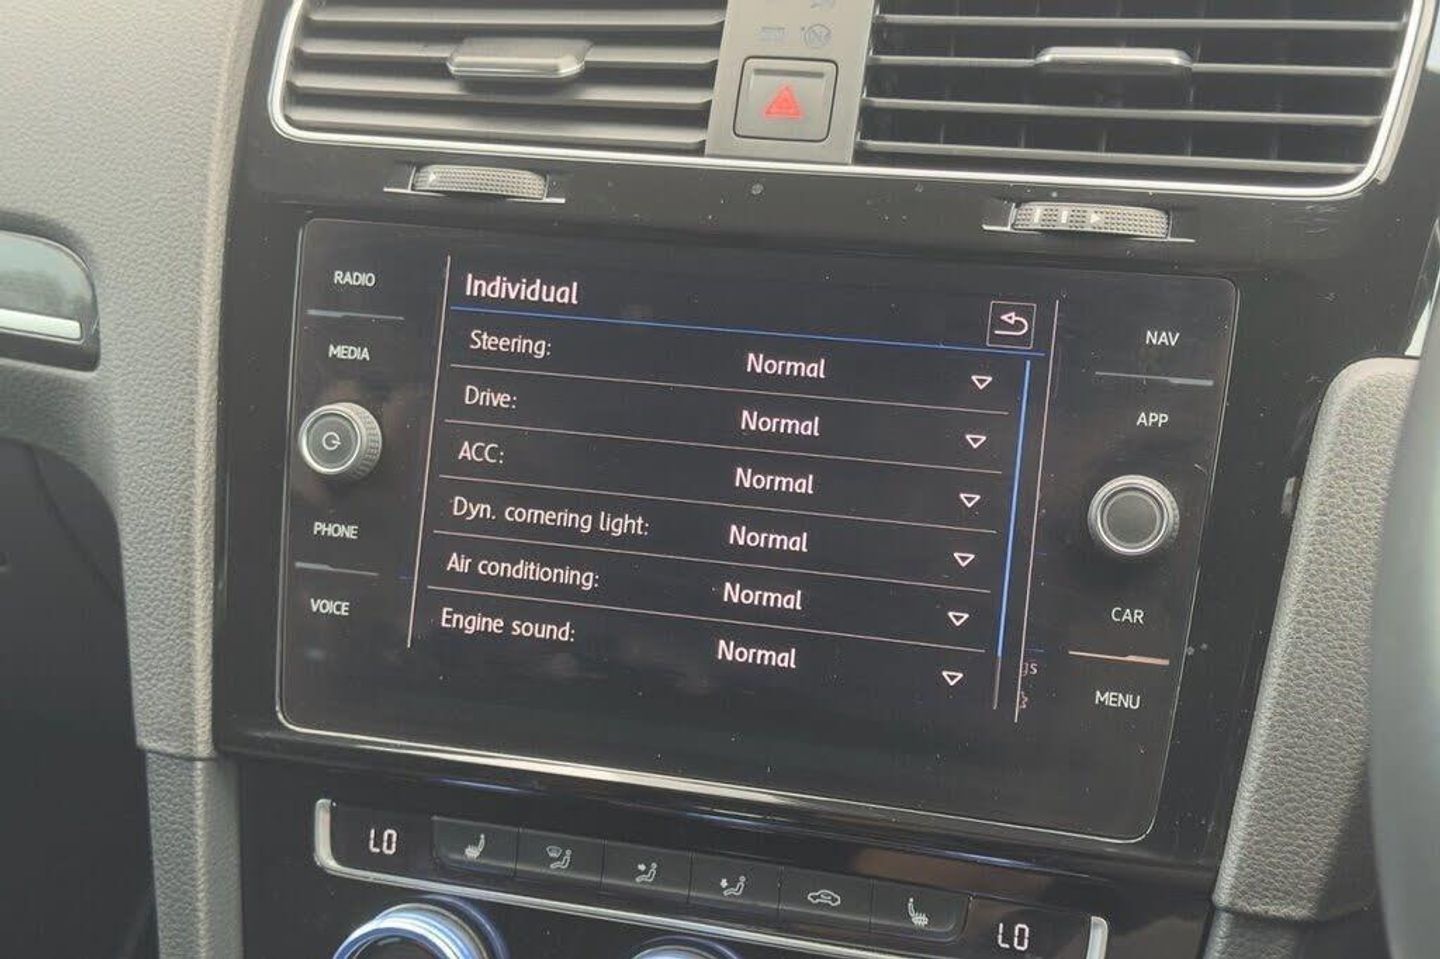 RADIO
MEDIA
PHONE
VOICE
Individual
Steering: Normal
Drive: Normal
ACC: Normal
Dyn. cornering light: Normal
Air conditioning: Normal
Engine sound: Normal
gs
NAV
APP
CAR
MENU
LO
LO